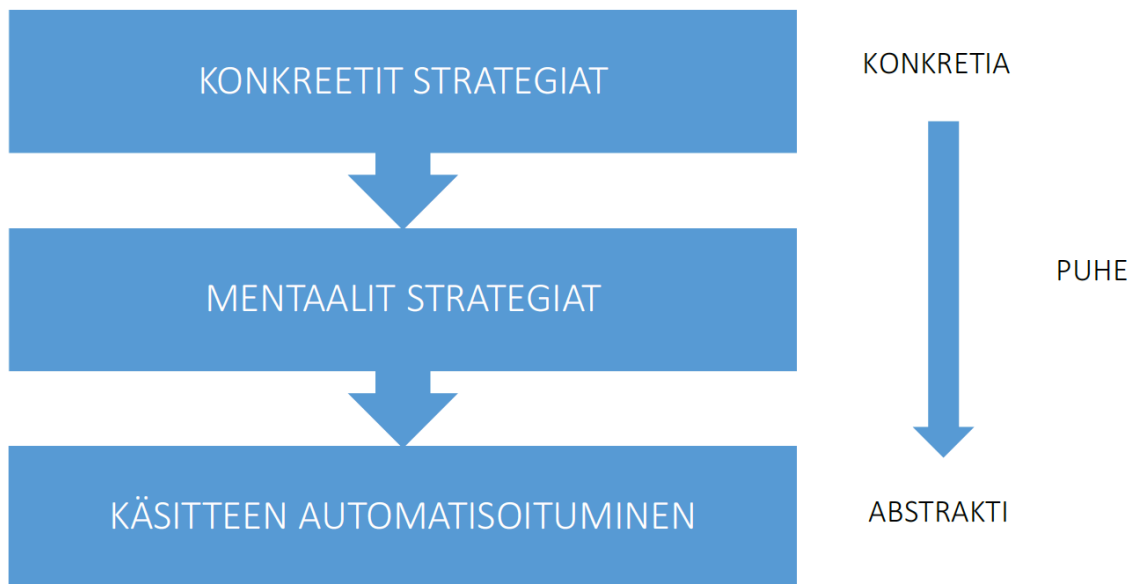 KONKREETIT STRATEGIAT
KONKRETIA
MENTAALIT STRATEGIAT
PUHE
KÄSITTEEN AUTOMATISOITUMINEN
ABSTRAKTI